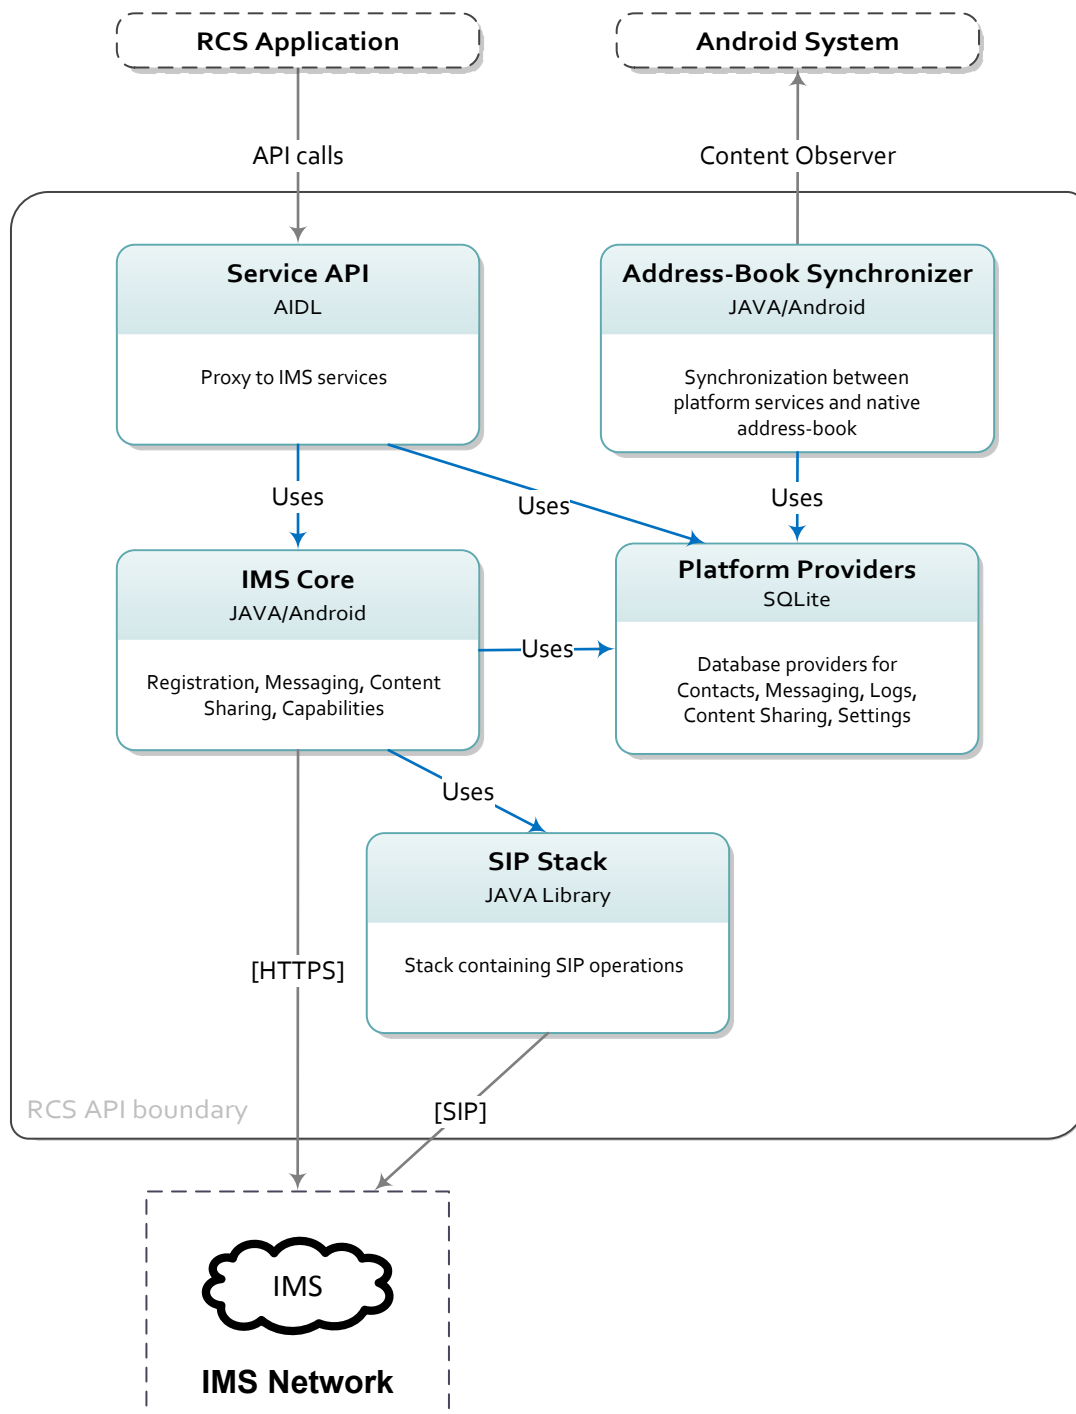 RCS Application
Android System
API calls
Content Observer
Service API
AIDL
Proxy to IMS services
Address-Book Synchronizer
JAVA/Android
Synchronization between
platform services and native
address-book
Uses
Uses
Uses
IMS Core
JAVA/Android
Registration, Messaging, Content
Sharing, Capabilities
Uses
Platform Providers
SQLite
Database providers for
Contacts, Messaging, Logs,
Content Sharing, Settings
Uses
SIP Stack
JAVA Library
Stack containing SIP operations
[HTTPS]
[SIP]
RCS API boundary
IMS
IMS Network